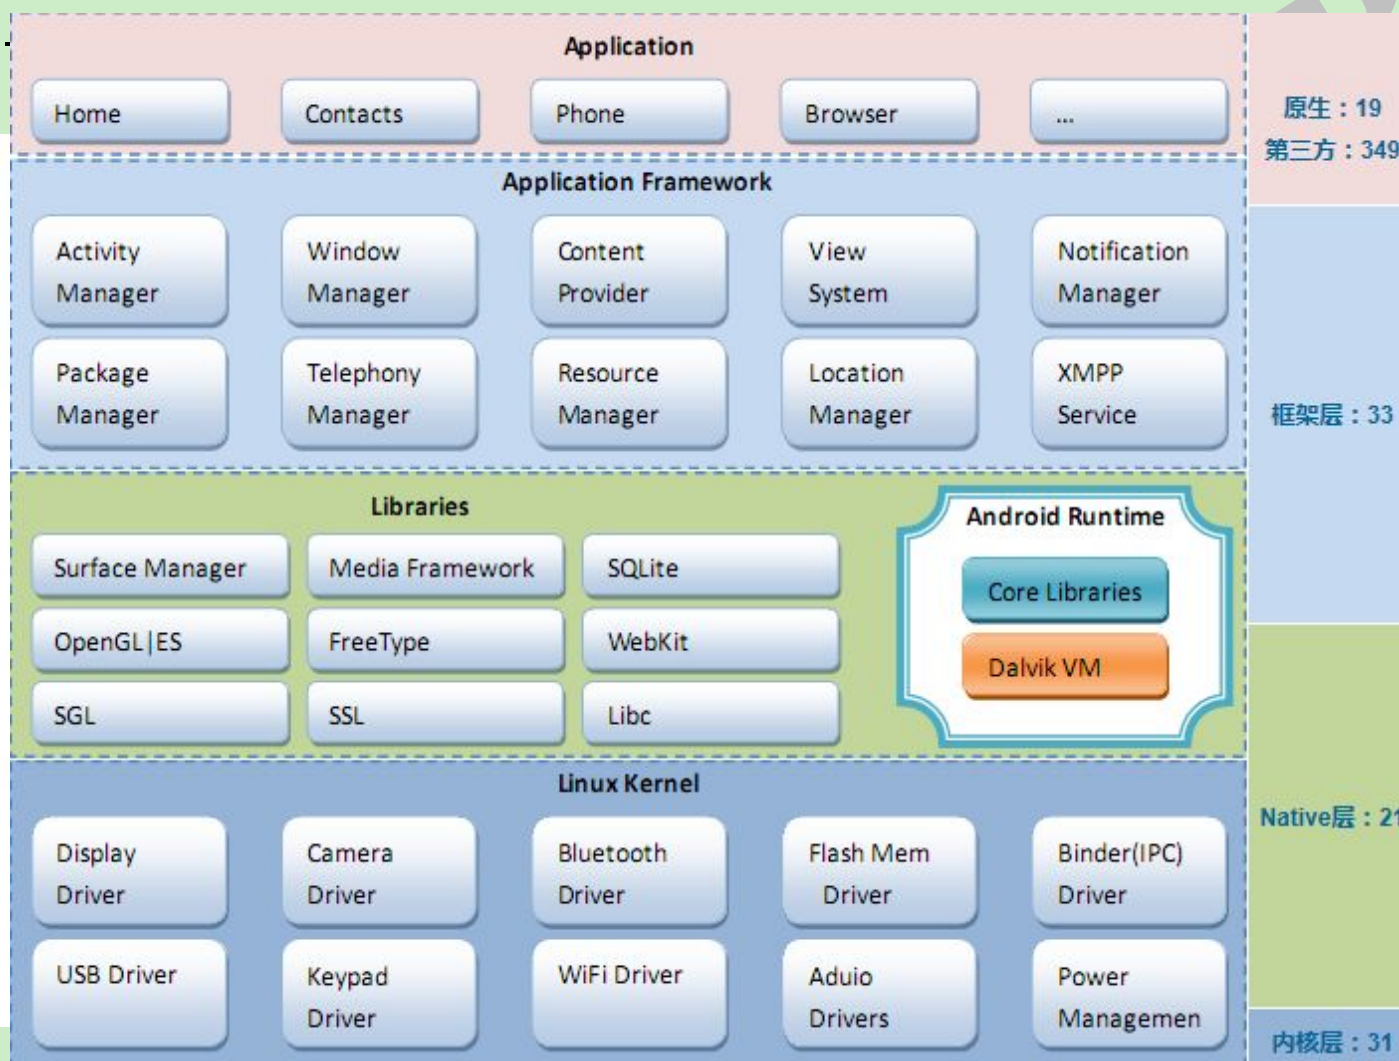 Application
Home
Contacts
Phone
Browser
...
原生：19
第三方：349
Application Framework
Activity
Manager
Window
Manager
Content
Provider
View
System
Notification
Manager
Package
Manager
Telephony
Manager
Resource
Manager
Location
Manager
XMPP
Service
框架层：33
Libraries
Surface Manager
Media Framework
SQLite
OpenGL|ES
FreeType
WebKit
SGL
SSL
Libc
Android Runtime
Core Libraries
Dalvik VM
Native层：21
Linux Kernel
Display
Driver
Camera
Driver
Bluetooth
Driver
Flash Mem
Driver
Binder(IPC)
Driver
USB Driver
Keypad
Driver
WiFi Driver
Aduio
Drivers
Power
Managemen
内核层：31